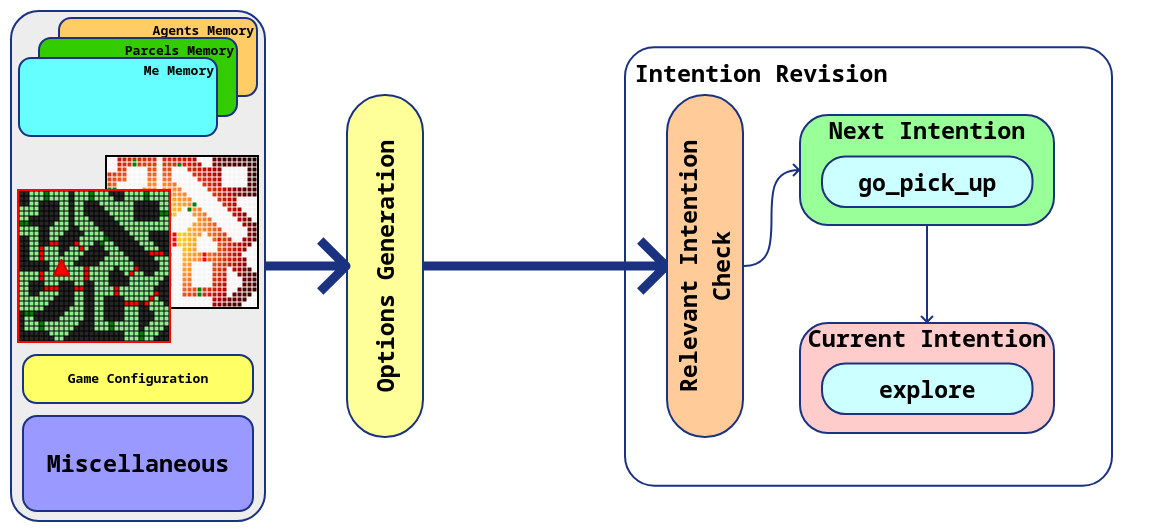 Agents Memory
Parcels Memory
Me Memory
Game Configuration
Miscellaneous
Options Generation
Intention Revision
Relevant Intention
Check
Next Intention
go_pick_up
Current Intention
explore